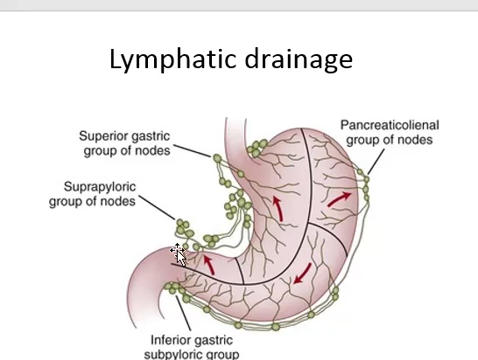 Lymphatic drainage
Superior gastric
group of nodes
Pancreaticolienal
group of nodes
Suprapyloric
group of nodes
Inferior gastric
subpyloric group